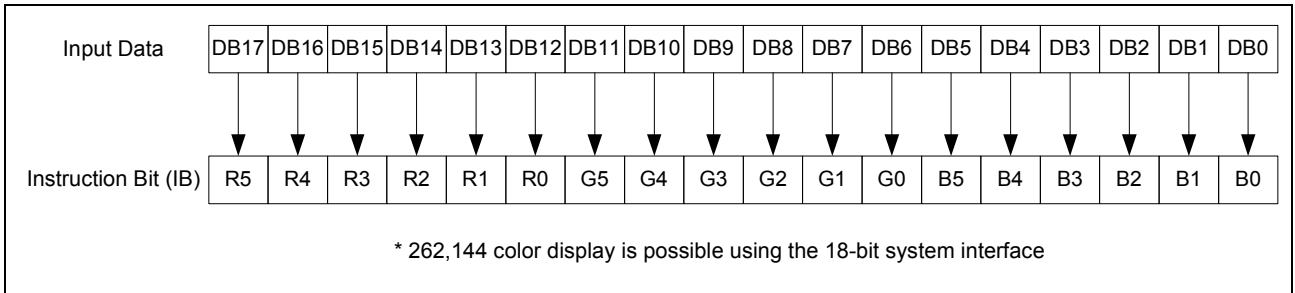 Input Data DB17 DB16 DB15 DB14 DB13 DB12 DB11 DB10 DB9 DB8 DB7 DB6 DB5 DB4 DB3 DB2 DB1 DB0
Instruction Bit (IB) R5 R4 R3 R2 R1 R0 G5 G4 G3 G2 G1 G0 B5 B4 B3 B2 B1 B0
* 262,144 color display is possible using the 18-bit system interface